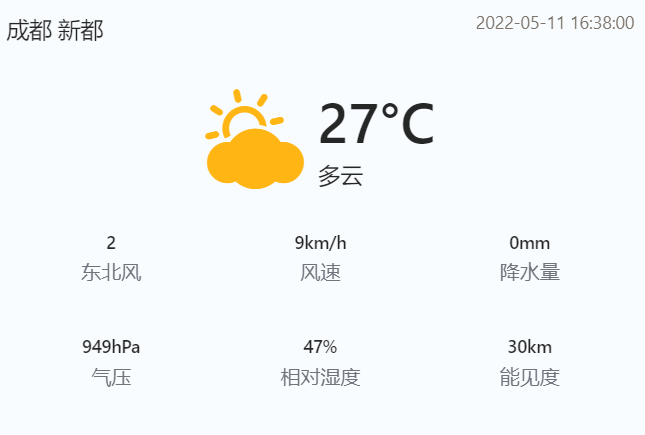 成都 新都
2022-05-11 16:38:00
27°C
多云
2
东北风
9km/h
风速
0mm
降水量
949hPa
气压
47%
相对湿度
30km
能见度